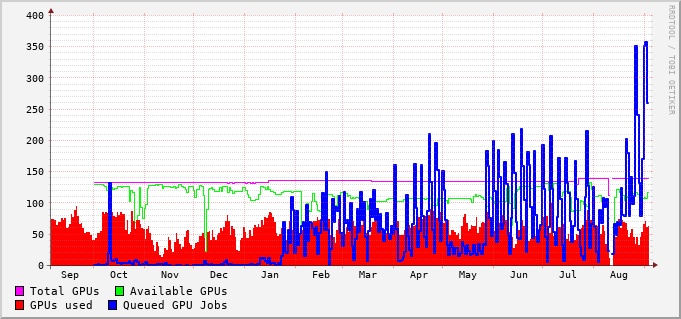 400
350
300
250
200
150
100
50
0
Sep Oct Nov Dec Jan Feb Mar Apr May Jun Jul Aug
Total GPUs Available GPUs
GPUs used Queued GPU Jobs
RRDTOOL / TOBI OETIKER